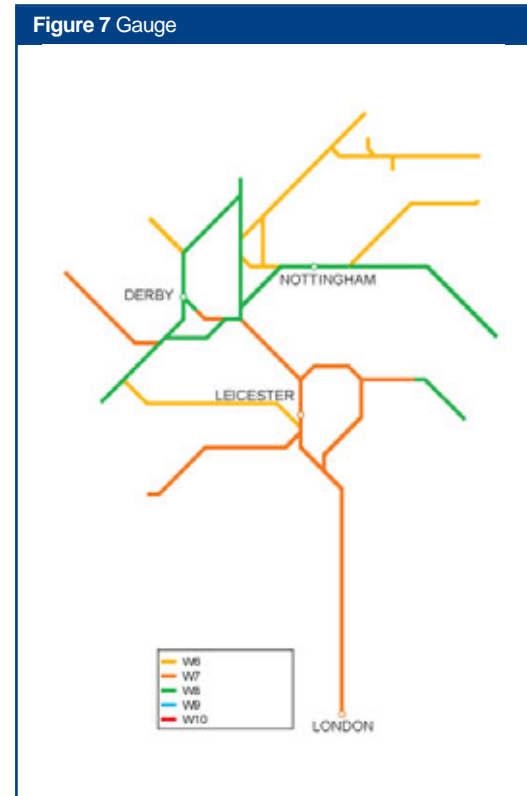 Figure 7 Gauge
NOTTINGHAM
DERBY
LEICESTER
W6
W7
W8
W9
W10
LONDON